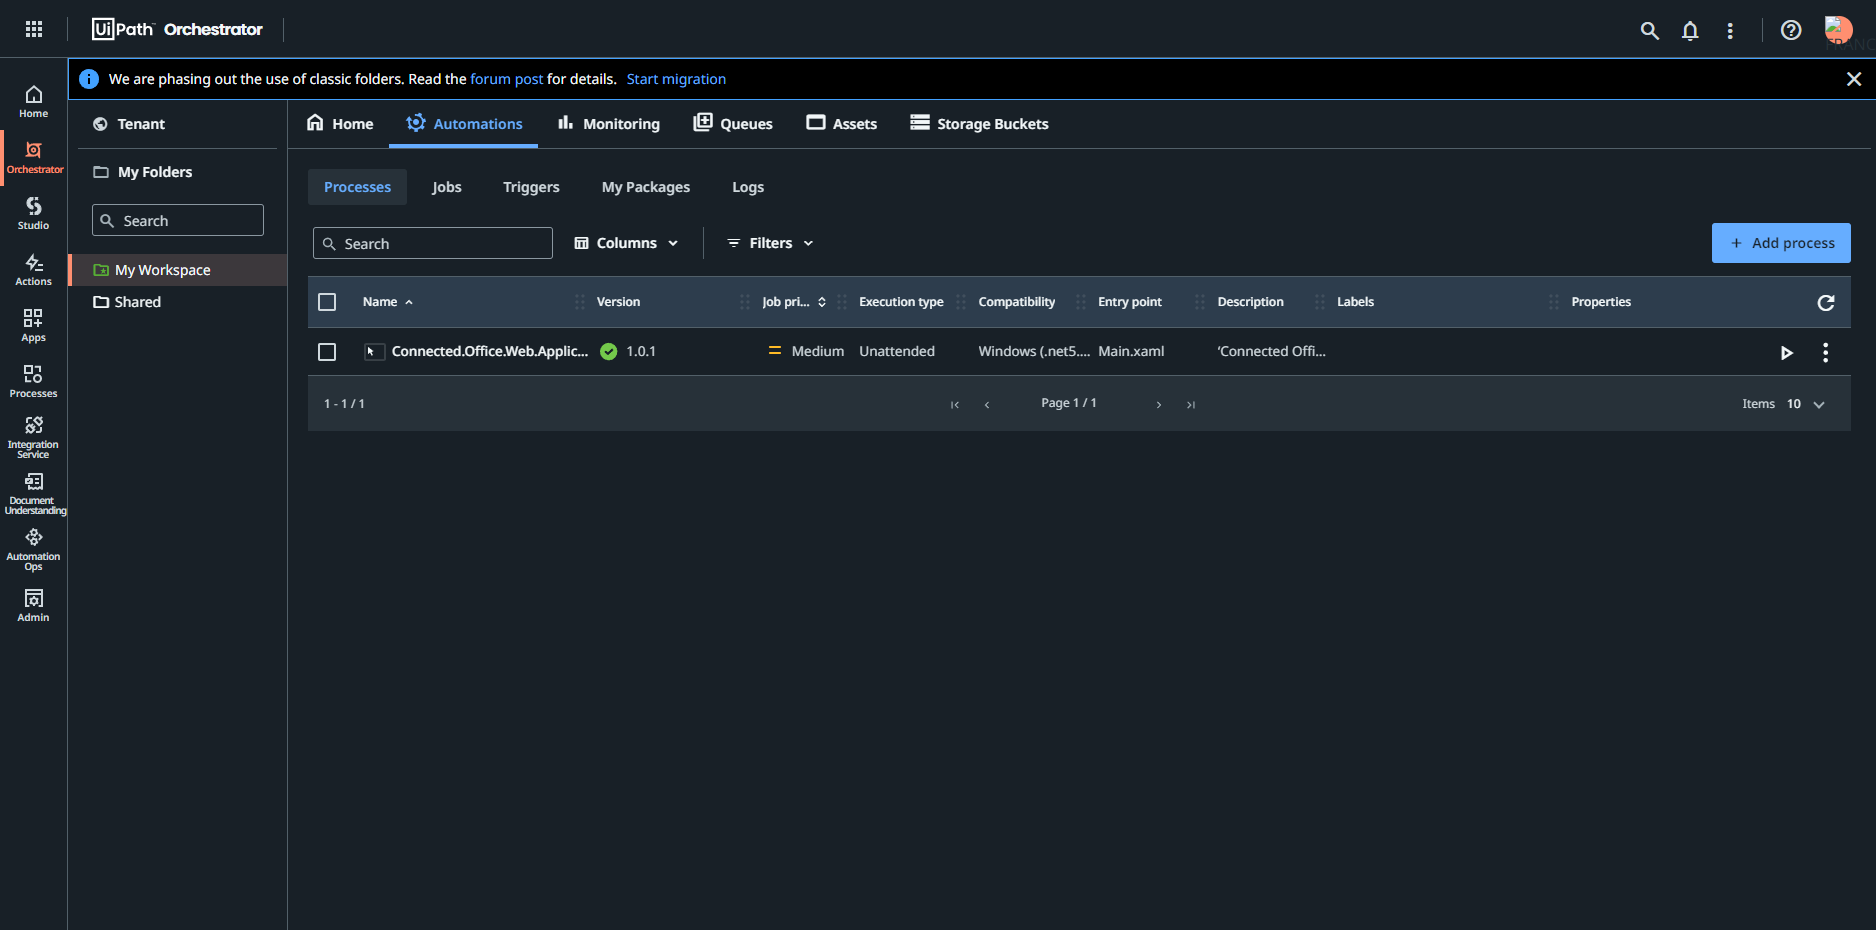 UiPath Orchestrator
We are phasing out the use of classic folders. Read the forum post for details. Start migration
Home
Orchestrator
Studio
Actions
Apps
Processes
Integration
Service
Document
Understanding
Automation
Ops
Admin
Tenant
My Folders
Search
My Workspace
Shared
Home Automations Monitoring Queues Assets Storage Buckets
Processes Jobs Triggers My Packages Logs
Search Columns Filters + Add process
Name Version Job pri... Execution type Compatibility Entry point Description Labels Properties
Connected.Office.Web.Applic... 1.0.1 Medium Unattended Windows (.net5.... Main.xaml 'Connected Offi...
1 - 1 / 1 Page 1 / 1 Items 10